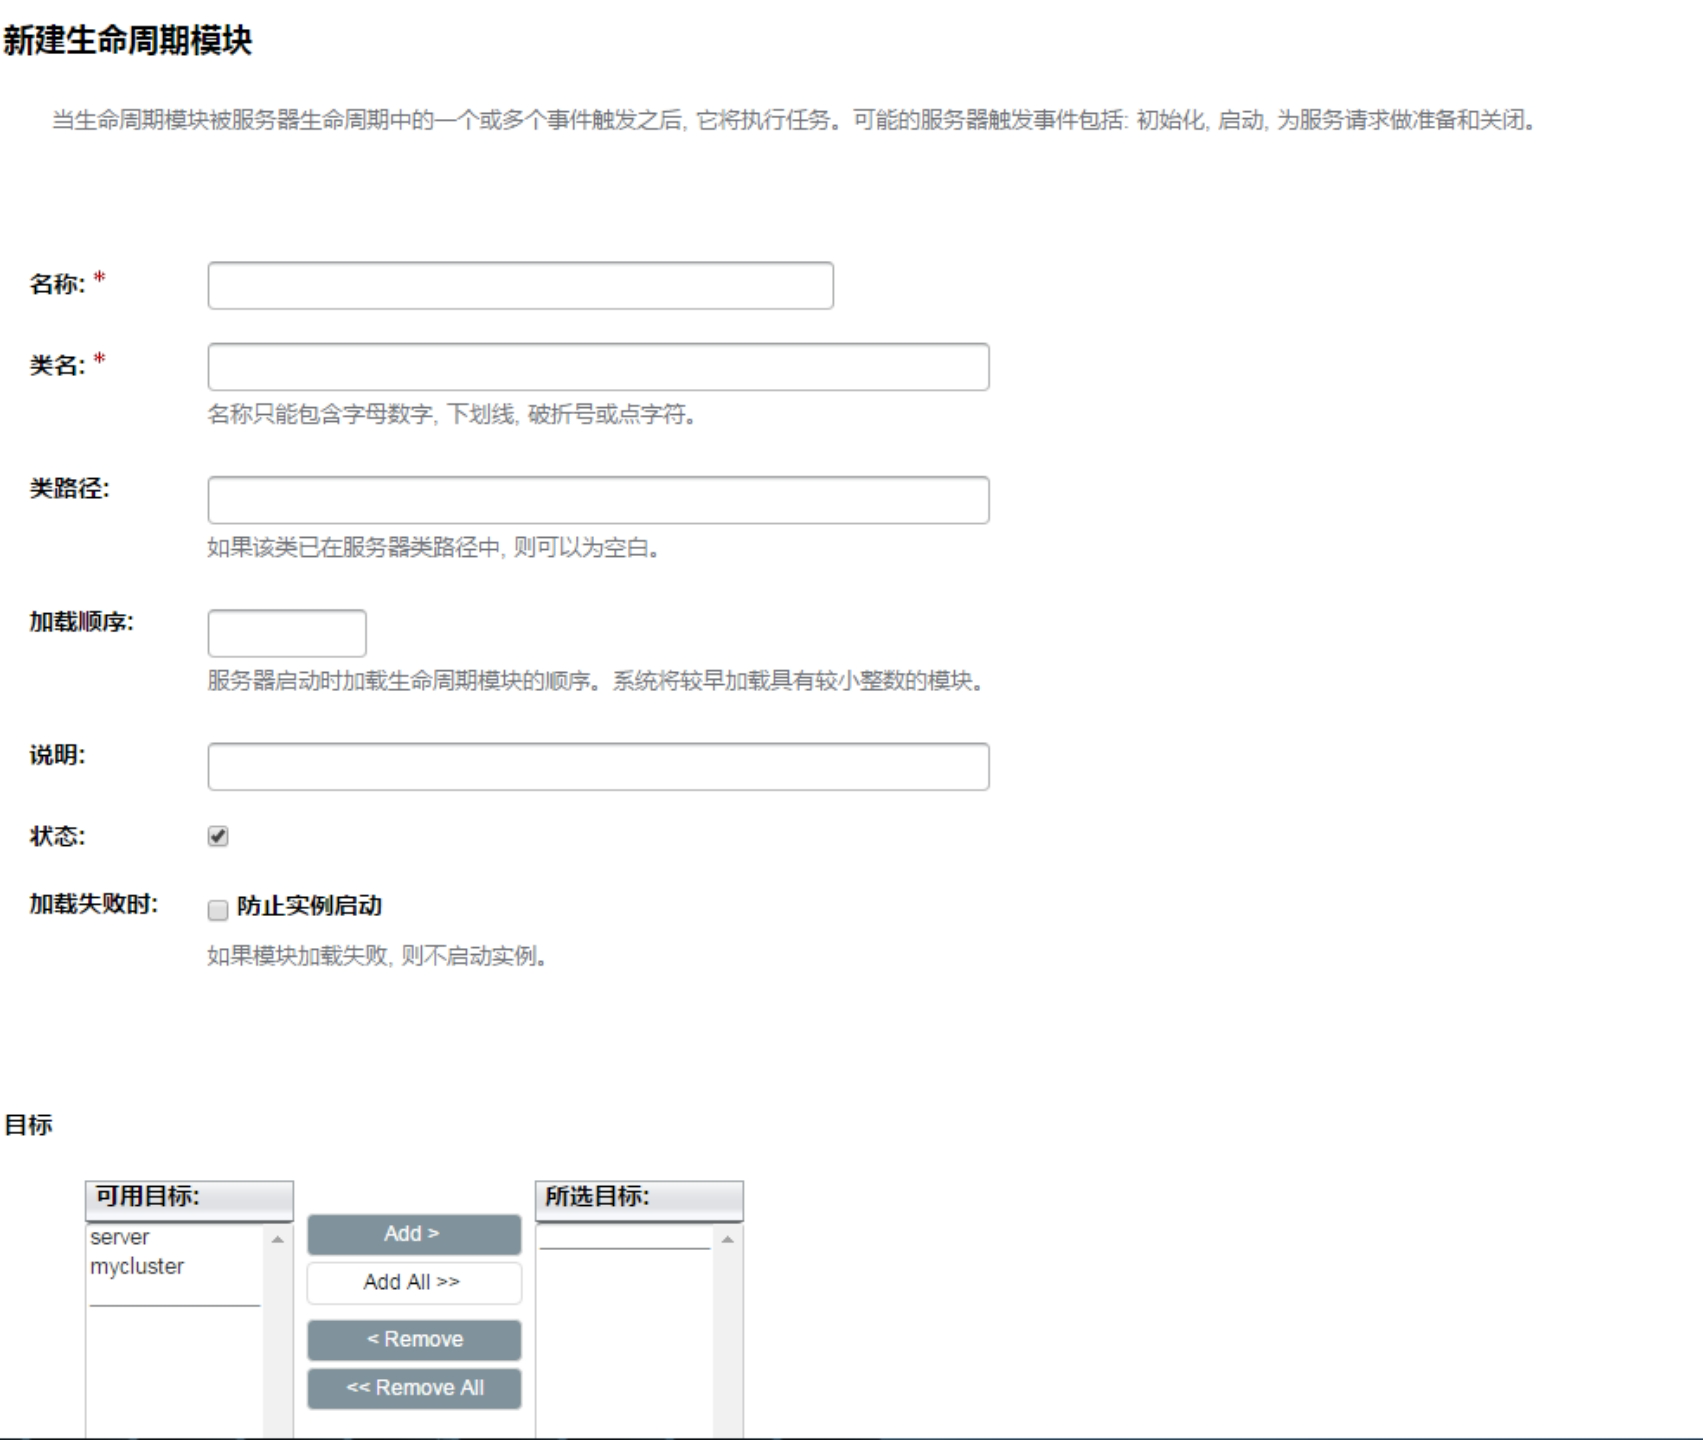 新建生命周期模块
当生命周期模块被服务器生命周期中的一个或多个事件触发之后, 它将执行任务。可能的服务器触发事件包括: 初始化, 启动, 为服务请求做准备和关闭。
名称: *
类名: *
名称只能包含字母数字, 下划线, 破折号或点字符。
类路径:
如果该类已在服务器类路径中, 则可以为空白。
加载顺序:
服务器启动时加载生命周期模块的顺序。系统将较早加载具有较小整数的模块。
说明:
状态:
加载失败时: 防止实例启动
如果模块加载失败, 则不启动实例。
目标
可用目标:
server
mycluster
Add >
Add All >>
< Remove
<< Remove All
所选目标: